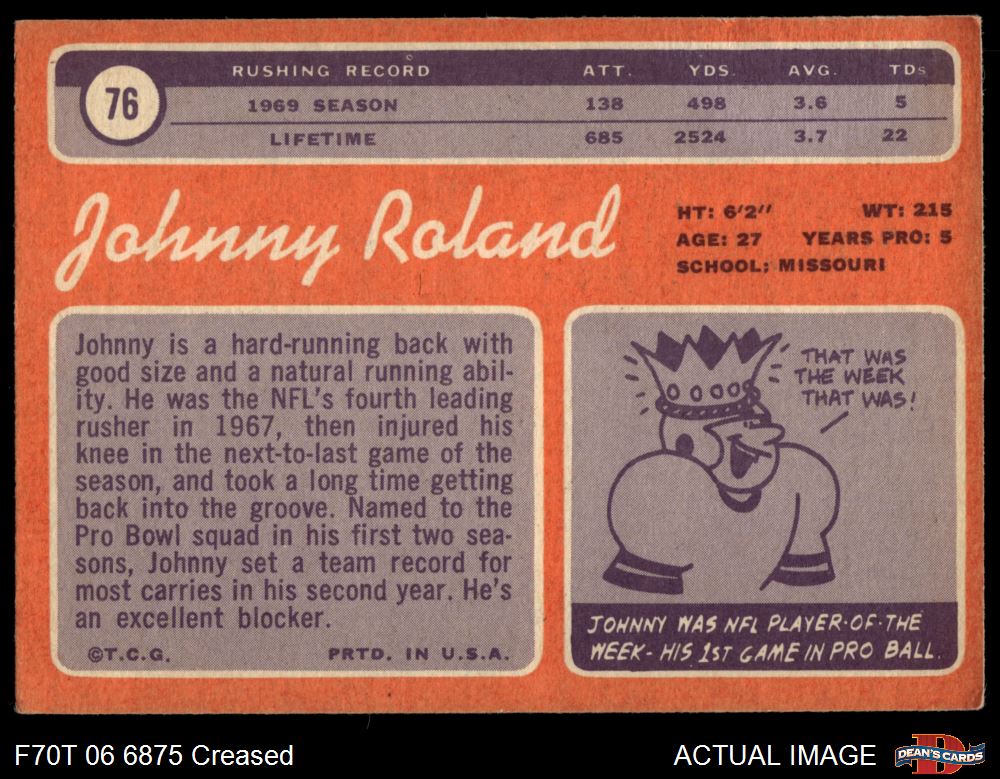 76
RUSHING RECORD ATT. YDS. AVG. TDs
1969 SEASON 138 498 3.6 5
LIFETIME 685 2524 3.7 22
Johnny Roland
HT: 6'2'' WT: 215
AGE: 27 YEARS PRO: 5
SCHOOL: MISSOURI
Johnny is a hard-running back with
good size and a natural running abil-
ity. He was the NFL's fourth leading
rusher in 1967, then injured his
knee in the next-to-last game of the
season, and took a long time getting
back into the groove. Named to the
Pro Bowl squad in his first two sea-
sons, Johnny set a team record for
most carries in his second year. He's
an excellent blocker.
©T.C.G. PRTD. IN U.S.A.
THAT WAS
THE WEEK
THAT WAS!
JOHNNY WAS NFL PLAYER-OF-THE
WEEK- HIS 1ST GAME IN PRO BALL.
F70T 06 6875 Creased
ACTUAL IMAGE
DEAN'S CARDS